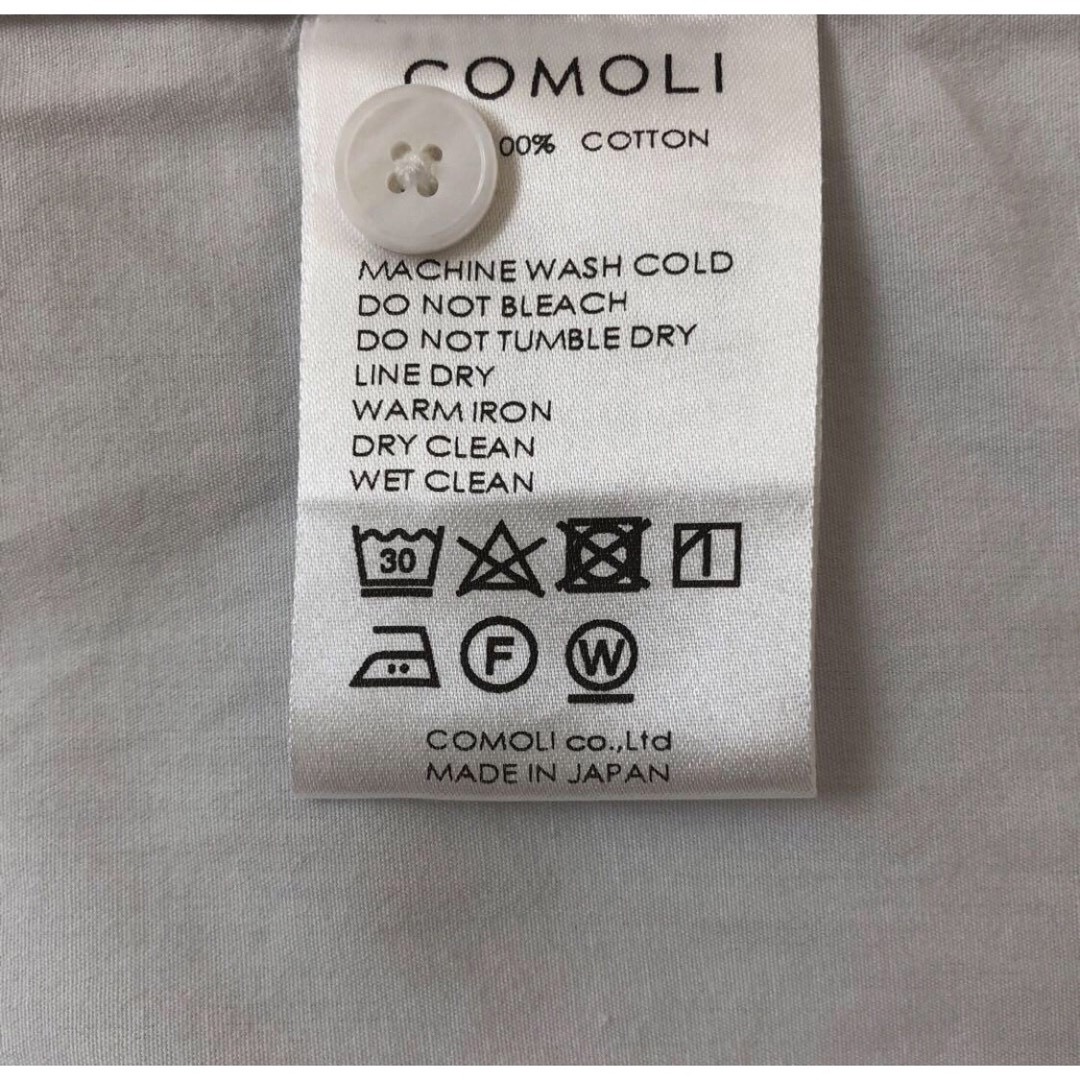 COMOLI
00% COTTON
MACHINE WASH COLD
DO NOT BLEACH
DO NOT TUMBLE DRY
LINE DRY
WARM IRON
DRY CLEAN
WET CLEAN
30
F W
COMOLI co.,Ltd
MADE IN JAPAN